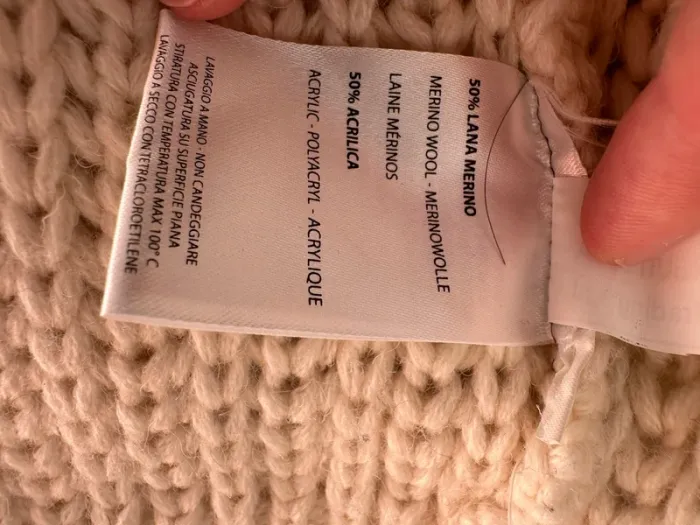 50% LANA MERINO
MERINO WOOL - MERINOWOLLE
LAINE MÉRINOS
50% ACRILICA
ACRYLIC - POLYACRYL - ACRYLIQUE
LAVAGGIO A MANO - NON CANDEGGIARE
ASCIUGATURA SU SUPERFICIE PIANA
STIRATURA CON TEMPERATURA MAX 100° C
LAVAGGIO A SECCO CON TETRACLOROETILENE